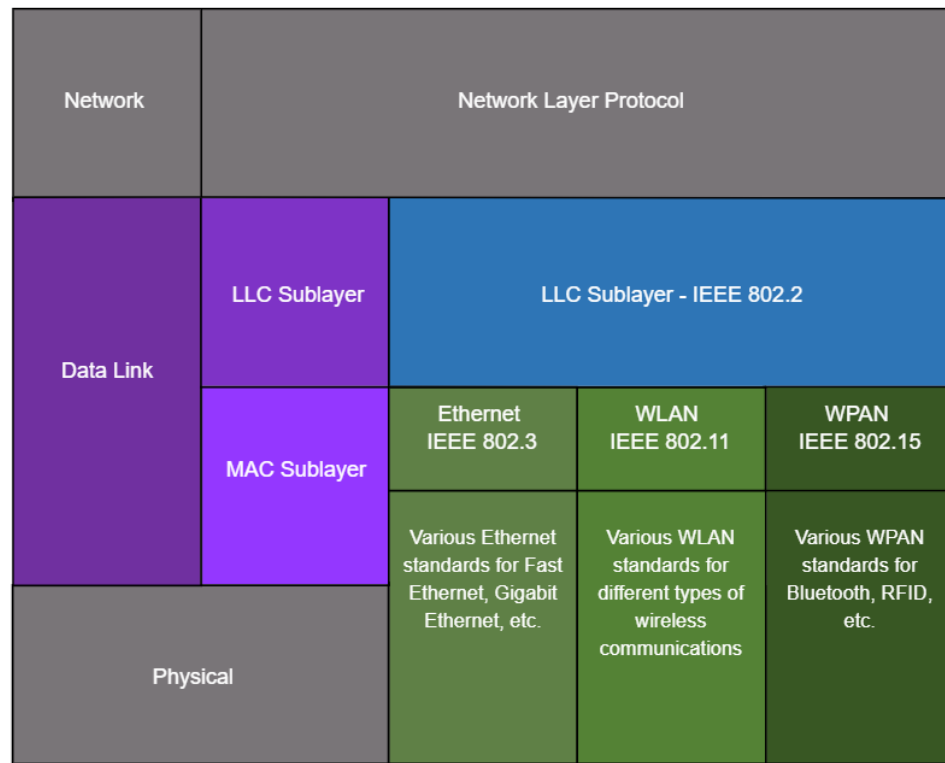 Network
Network Layer Protocol
Data Link
LLC Sublayer
LLC Sublayer - IEEE 802.2
MAC Sublayer
Ethernet
IEEE 802.3
WLAN
IEEE 802.11
WPAN
IEEE 802.15
Various Ethernet
standards for Fast
Ethernet, Gigabit
Ethernet, etc.
Various WLAN
standards for
different types of
wireless
communications
Various WPAN
standards for
Bluetooth, RFID,
etc.
Physical